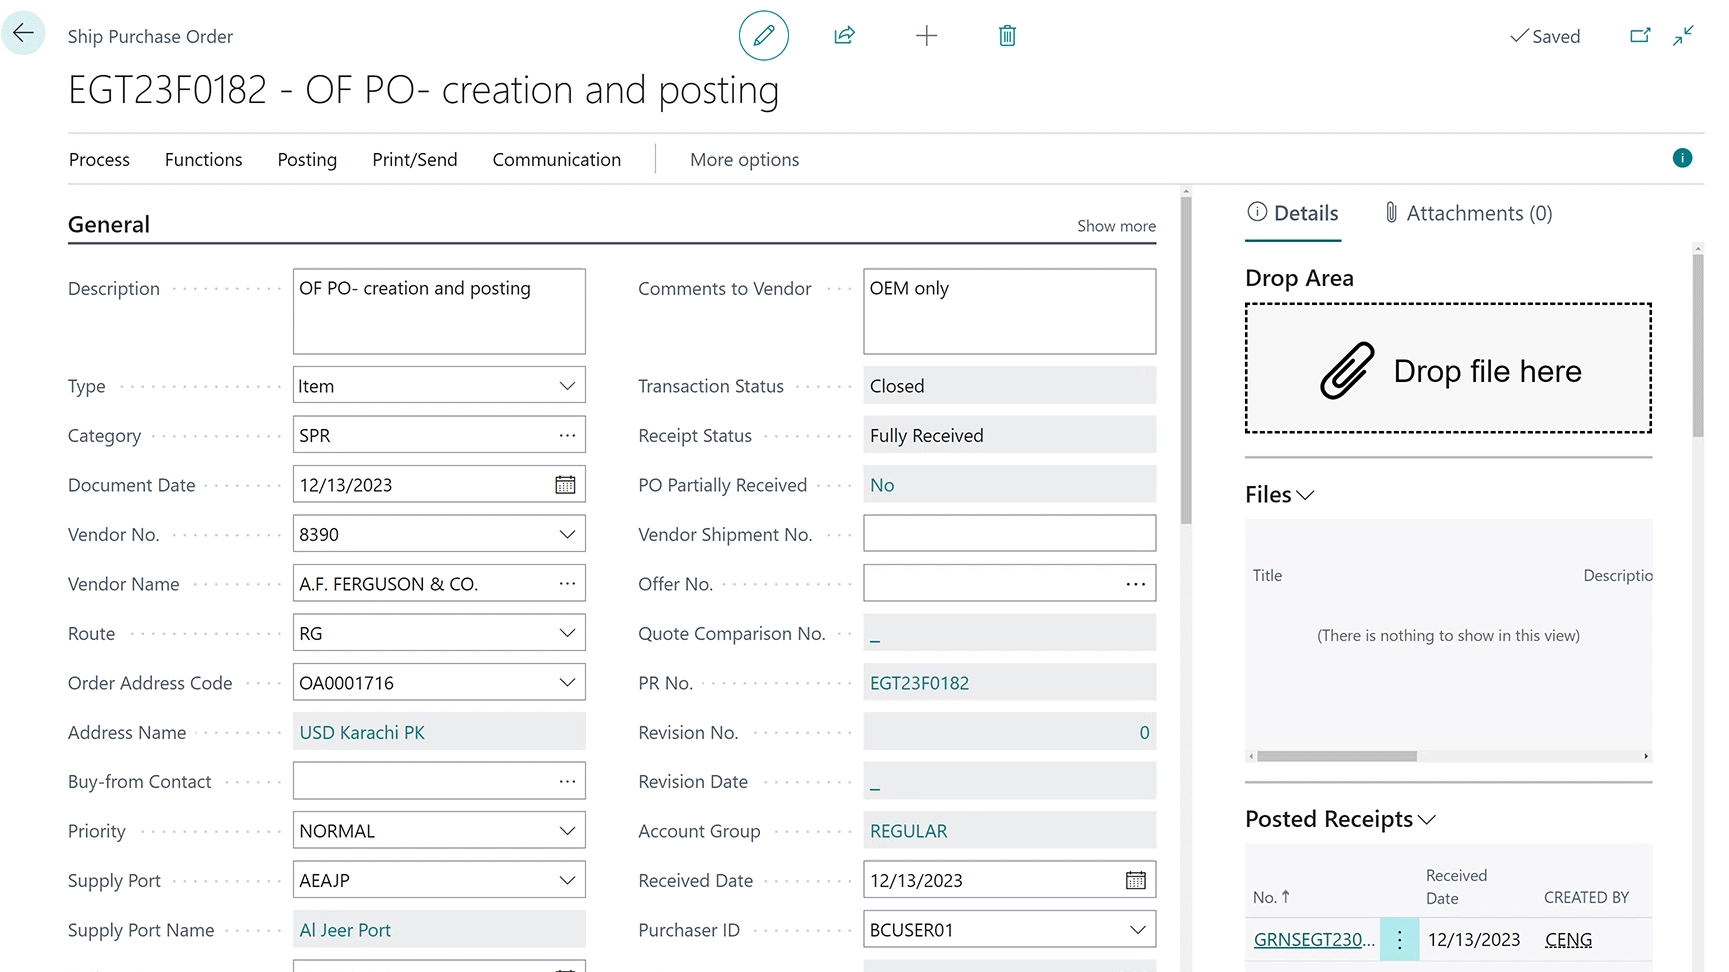 Ship Purchase Order
Saved
EGT23F0182 - OF PO- creation and posting
Process Functions Posting Print/Send Communication More options
General Show more
Description OF PO- creation and posting
Type Item
Category SPR
Document Date 12/13/2023
Vendor No. 8390
Vendor Name A.F. FERGUSON & CO.
Route RG
Order Address Code OA0001716
Address Name USD Karachi PK
Buy-from Contact
Priority NORMAL
Supply Port AEAJP
Supply Port Name Al Jeer Port
Comments to Vendor OEM only
Transaction Status Closed
Receipt Status Fully Received
PO Partially Received No
Vendor Shipment No.
Offer No.
Quote Comparison No. _
PR No. EGT23F0182
Revision No. 0
Revision Date _
Account Group REGULAR
Received Date 12/13/2023
Purchaser ID BCUSER01
Details Attachments (0)
Drop Area
Drop file here
Files
Title Descriptio
(There is nothing to show in this view)
Posted Receipts
No. ↑ Received Date CREATED BY
GRNSEGT230... 12/13/2023 CENG